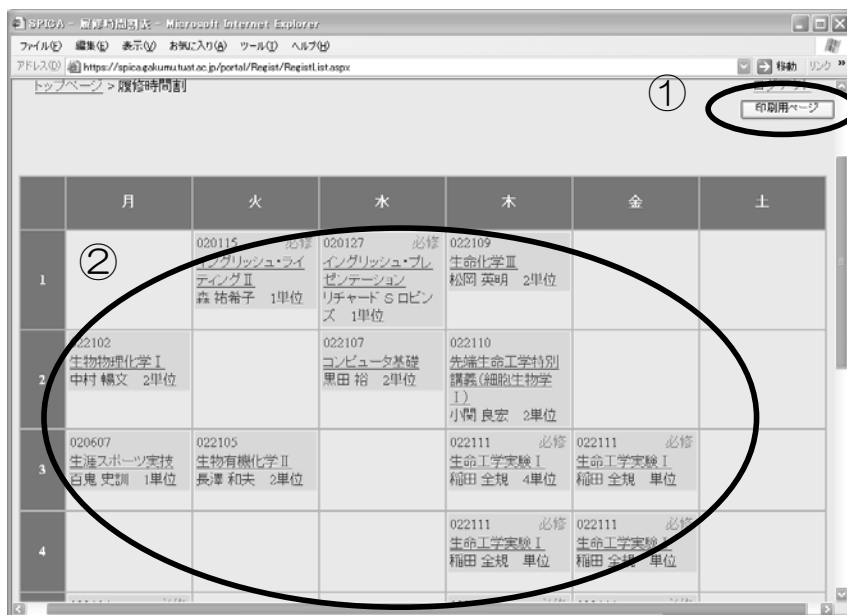 SPICA - 履修時間割表 - Microsoft Internet Explorer
ファイル(F) 編集(E) 表示(V) お気に入り(A) ツール(T) ヘルプ(H)
アドレス(D) https://spica.gakumu.tuat.ac.jp/portal/Regist/RegistList.aspx 移動 リンク »
トップページ > 履修時間割
ログアウト
①
印刷用ページ
月 火 水 木 金 土
②
1
020115 必修
イングリッシュ・ライ
ティングⅡ
森 祐希子 1単位
020127 必修
イングリッシュ・プレ
ゼンテーション
リチャード S ロビン
ズ 1単位
022109
生命化学Ⅲ
松岡 英明 2単位
2
022102
生物物理化学Ⅰ
中村 暢文 2単位
022107
コンピュータ基礎
黒田 裕 2単位
022110
先端生命工学特別
講義(細胞生物学
Ⅰ)
小関 良宏 2単位
3
020607
生涯スポーツ実技
百鬼 史訓 1単位
022105
生物有機化学Ⅱ
長澤 和夫 2単位
022111 必修
生命工学実験Ⅰ
稲田 全規 4単位
022111 必修
生命工学実験Ⅰ
稲田 全規 単位
4
022111 必修
生命工学実験Ⅰ
稲田 全規 単位
022111 必修
生命工学実験Ⅰ
稲田 全規 単位